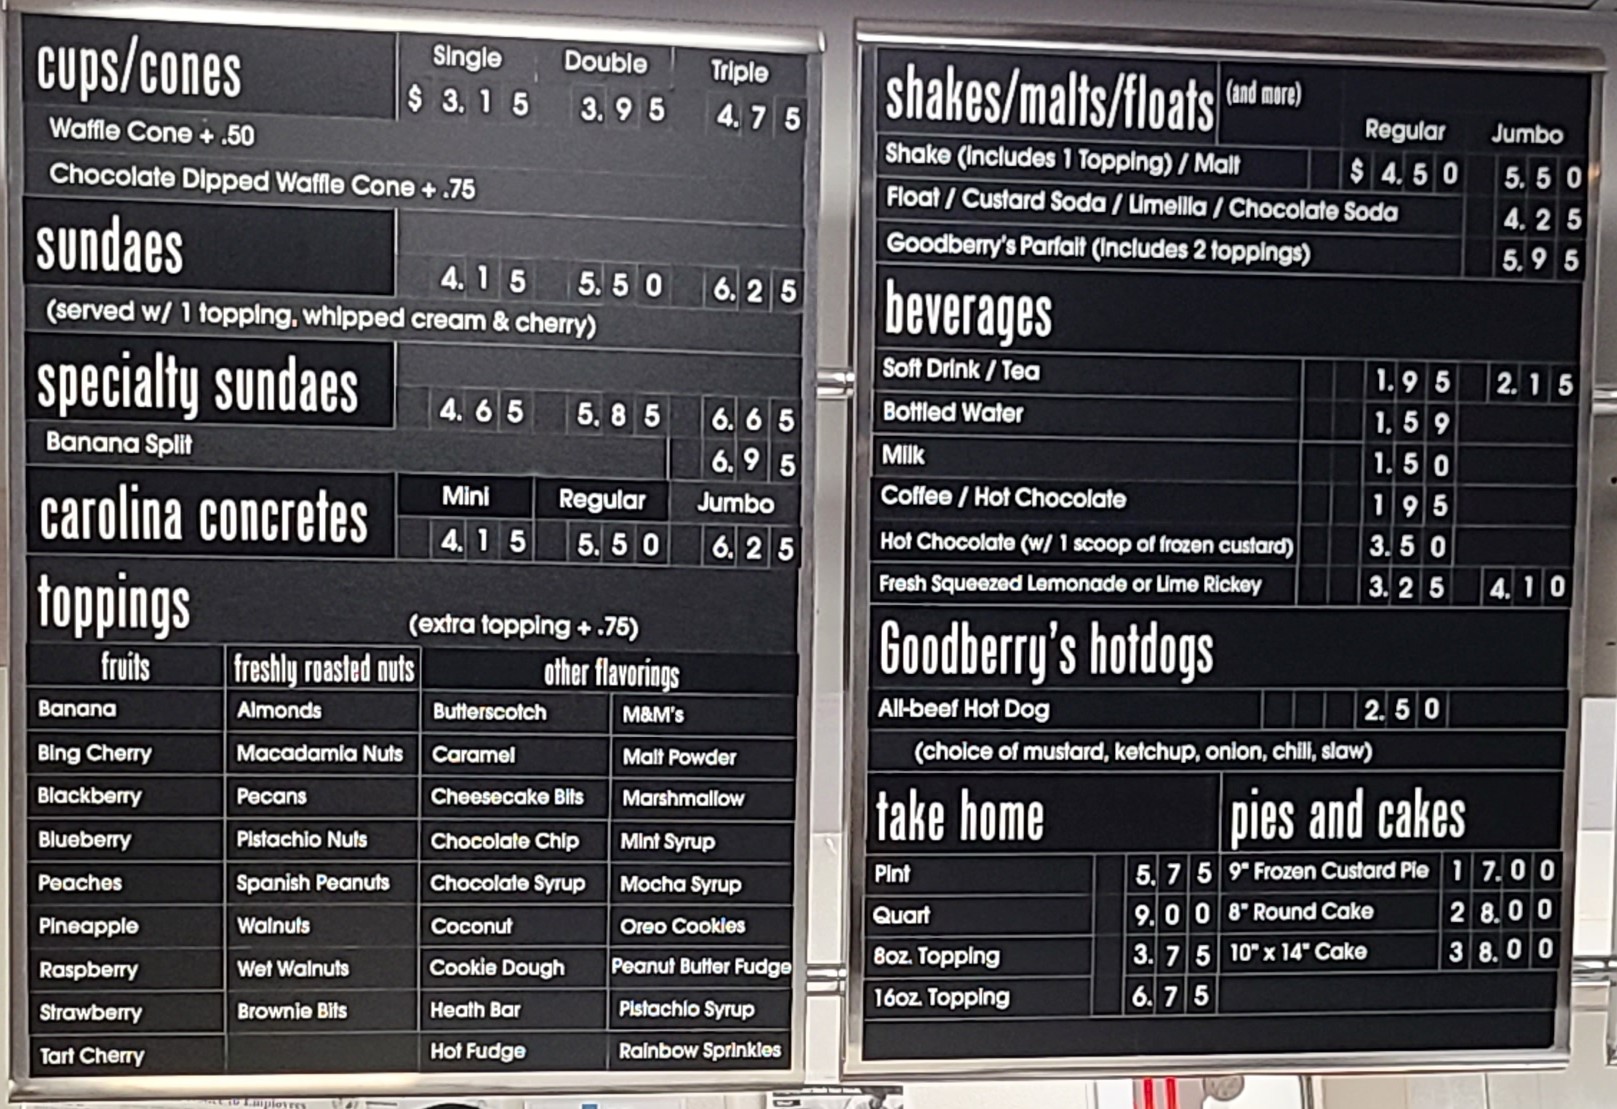 cups/cones Single Double Triple
$ 3.15 3.95 4.75
Waffle Cone + .50
Chocolate Dipped Waffle Cone + .75
sundaes 4.15 5.50 6.25
(served w/ 1 topping, whipped cream & cherry)
specialty sundaes 4.65 5.85 6.65
Banana Split 6.95
carolina concretes Mini Regular Jumbo
4.15 5.50 6.25
toppings (extra topping + .75)
fruits freshly roasted nuts other flavorings
Banana Almonds Butterscotch M&M's
Bing Cherry Macadamia Nuts Caramel Malt Powder
Blackberry Pecans Cheesecake Bits Marshmallow
Blueberry Pistachio Nuts Chocolate Chip Mint Syrup
Peaches Spanish Peanuts Chocolate Syrup Mocha Syrup
Pineapple Walnuts Coconut Oreo Cookies
Raspberry Wet Walnuts Cookie Dough Peanut Butter Fudge
Strawberry Brownie Bits Heath Bar Pistachio Syrup
Tart Cherry Hot Fudge Rainbow Sprinkles
shakes/malts/floats (and more)
Regular Jumbo
Shake (includes 1 Topping) / Malt $ 4.50 5.50
Float / Custard Soda / Limeilla / Chocolate Soda 4.25
Goodberry's Parfait (includes 2 toppings) 5.95
beverages
Soft Drink / Tea 1.95 2.15
Bottled Water 1.59
Milk 1.50
Coffee / Hot Chocolate 195
Hot Chocolate (w/ 1 scoop of frozen custard) 3.50
Fresh Squeezed Lemonade or Lime Rickey 3.25 4.10
Goodberry's hotdogs
All-beef Hot Dog 2.50
(choice of mustard, ketchup, onion, chili, slaw)
take home pies and cakes
Pint 5.75 9" Frozen Custard Pie 17.00
Quart 9.00 8" Round Cake 28.00
8oz. Topping 3.75 10" x 14" Cake 38.00
16oz. Topping 6.75